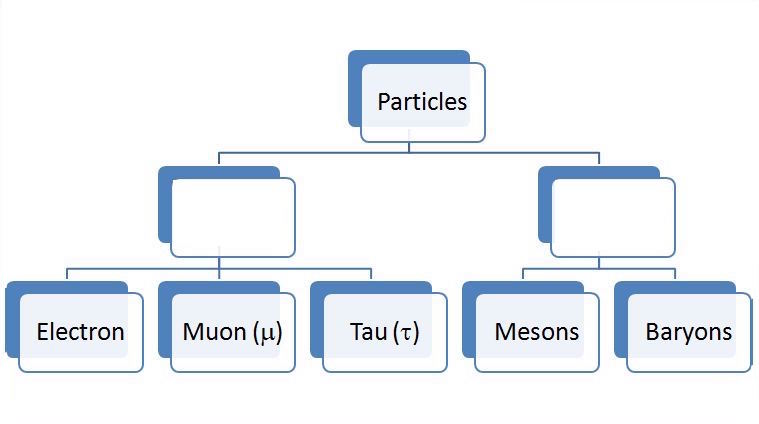 Particles
Electron
Muon (μ)
Tau (τ)
Mesons
Baryons